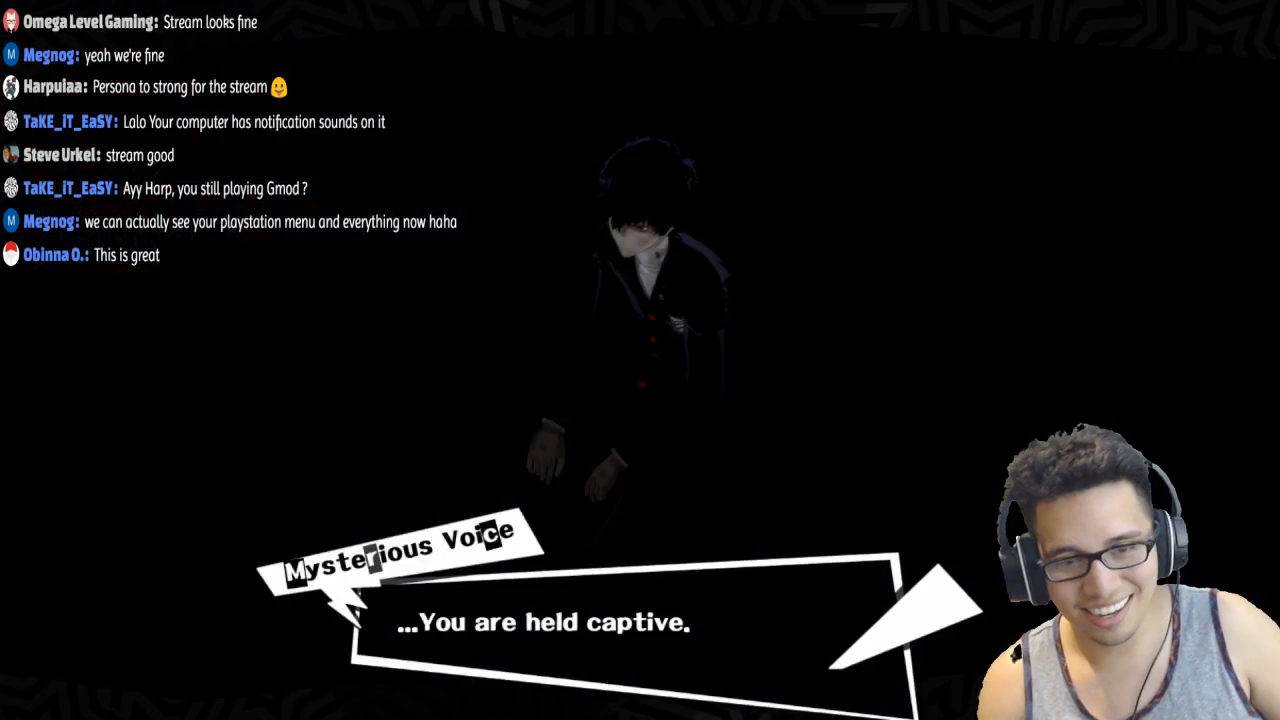 Omega Level Gaming: Stream looks fine
M Megnog: yeah we're fine
Harpuiaa: Persona to strong for the stream
TaKE_iT_EaSY: Lalo Your computer has notification sounds on it
Steve Urkel: stream good
TaKE_iT_EaSY: Ayy Harp, you still playing Gmod ?
M Megnog: we can actually see your playstation menu and everything now haha
Obinna O.: This is great
Mysterious Voice
...You are held captive.